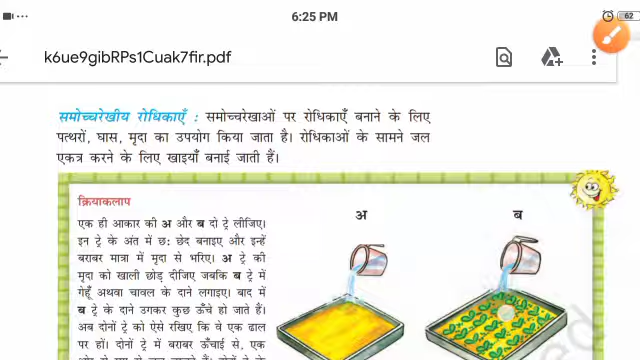 6:25 PM
62
k6ue9gibRPs1Cuak7fir.pdf
समोच्चरेखीय रोधिकाएँ : समोच्चरेखाओं पर रोधिकाएँ बनाने के लिए
पत्थरों, घास, मृदा का उपयोग किया जाता है। रोधिकाओं के सामने जल
एकत्र करने के लिए खाइयाँ बनाई जाती हैं।
क्रियाकलाप
एक ही आकार की अ और ब दो ट्रे लीजिए।
इन ट्रे के अंत में छ: छेद बनाइए और इन्हें
बराबर मात्रा में मृदा से भरिए। अ ट्रे की
मृदा को खाली छोड़ दीजिए जबकि ब ट्रे में
गेहूँ अथवा चावल के दाने लगाइए। बाद में
ब ट्रे के दाने उगकर कुछ ऊँचे हो जाते हैं।
अब दोनों ट्रे को ऐसे रखिए कि वे एक ढाल
पर हों। दोनों ट्रे में बराबर ऊँचाई से, एक
अ
ब